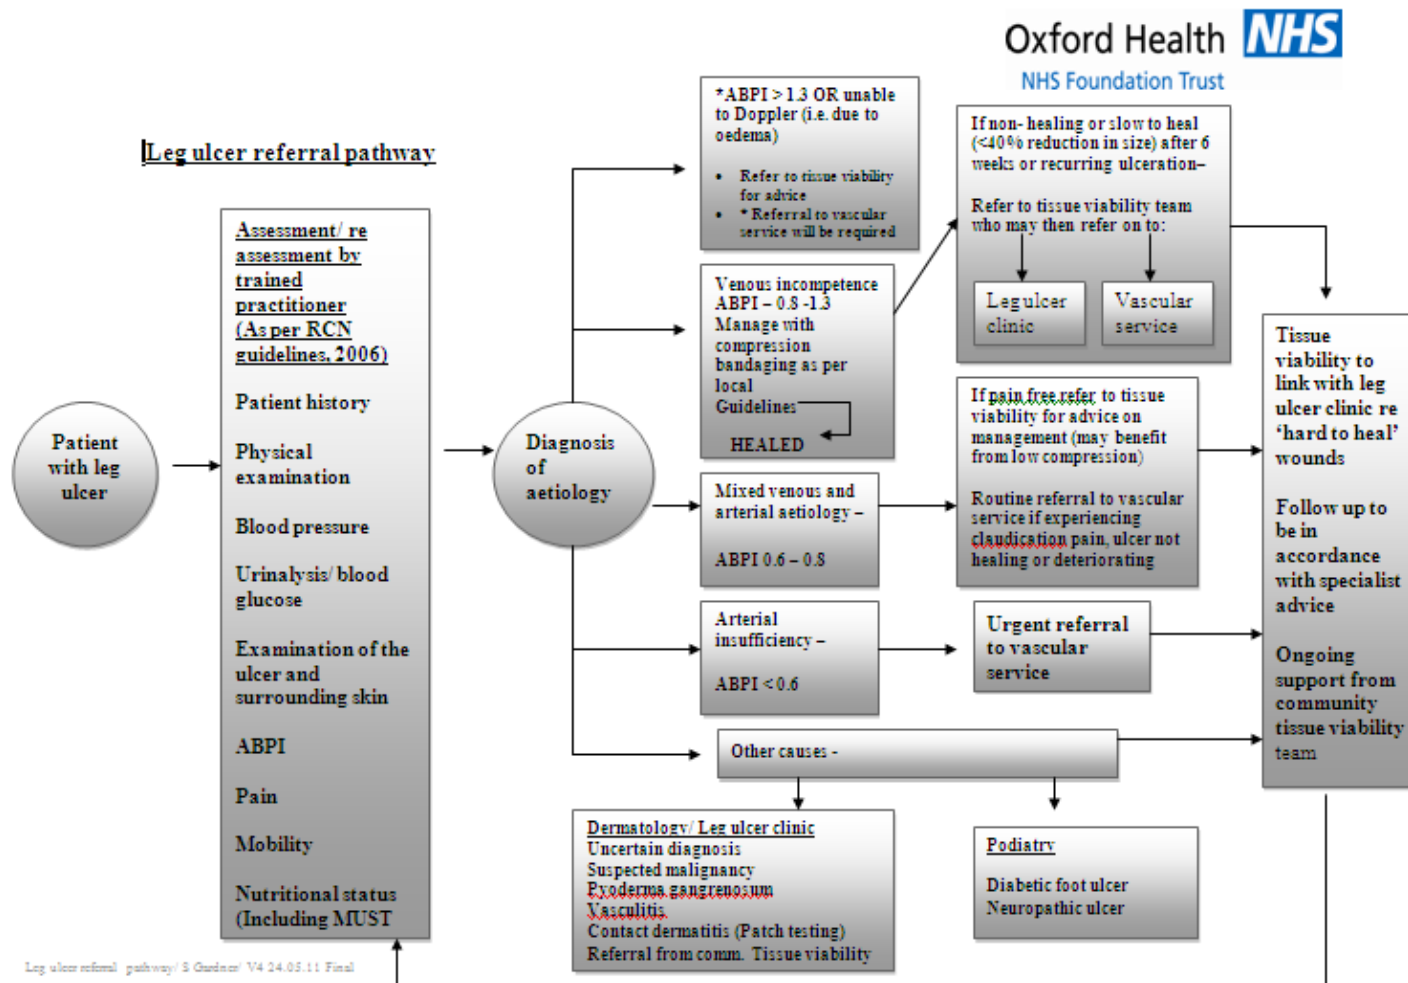 Oxford Health NHS
NHS Foundation Trust
Leg ulcer referral pathway
Patient
with leg
ulcer
Assessment/ re
assessment by
trained
practitioner
(As per RCN
guidelines, 2006)
Patient history
Physical
examination
Blood pressure
Urinalysis/ blood
glucose
Examination of the
ulcer and
surrounding skin
ABPI
Pain
Mobility
Nutritional status
(Including MUST
Diagnosis
of
aetiology
*ABPI > 1.3 OR unable
to Doppler (i.e. due to
oedema)
• Refer to tissue viability
for advice
• * Referral to vascular
service will be required
Venous incompetence
ABPI – 0.8 -1.3
Manage with
compression
bandaging as per
local
Guidelines
HEALED
Mixed venous and
arterial aetiology –
ABPI 0.6 – 0.8
Arterial
insufficiency –
ABPI < 0.6
Other causes -
If non- healing or slow to heal
(<40% reduction in size) after 6
weeks or recurring ulceration–
Refer to tissue viability team
who may then refer on to:
Leg ulcer
clinic
Vascular
service
If pain free refer to tissue
viability for advice on
management (may benefit
from low compression)
Routine referral to vascular
service if experiencing
claudication pain, ulcer not
healing or deteriorating
Urgent referral
to vascular
service
Tissue
viability to
link with leg
ulcer clinic re
‘hard to heal’
wounds
Follow up to
be in
accordance
with specialist
advice
Ongoing
support from
community
tissue viability
team
Dermatology/ Leg ulcer clinic
Uncertain diagnosis
Suspected malignancy
Pyoderma gangrenosum
Vasculitis
Contact dermatitis (Patch testing)
Referral from comm. Tissue viability
Podiatry
Diabetic foot ulcer
Neuropathic ulcer
Leg ulcer referral pathway/ S Gardner/ V4 24.05.11 Final